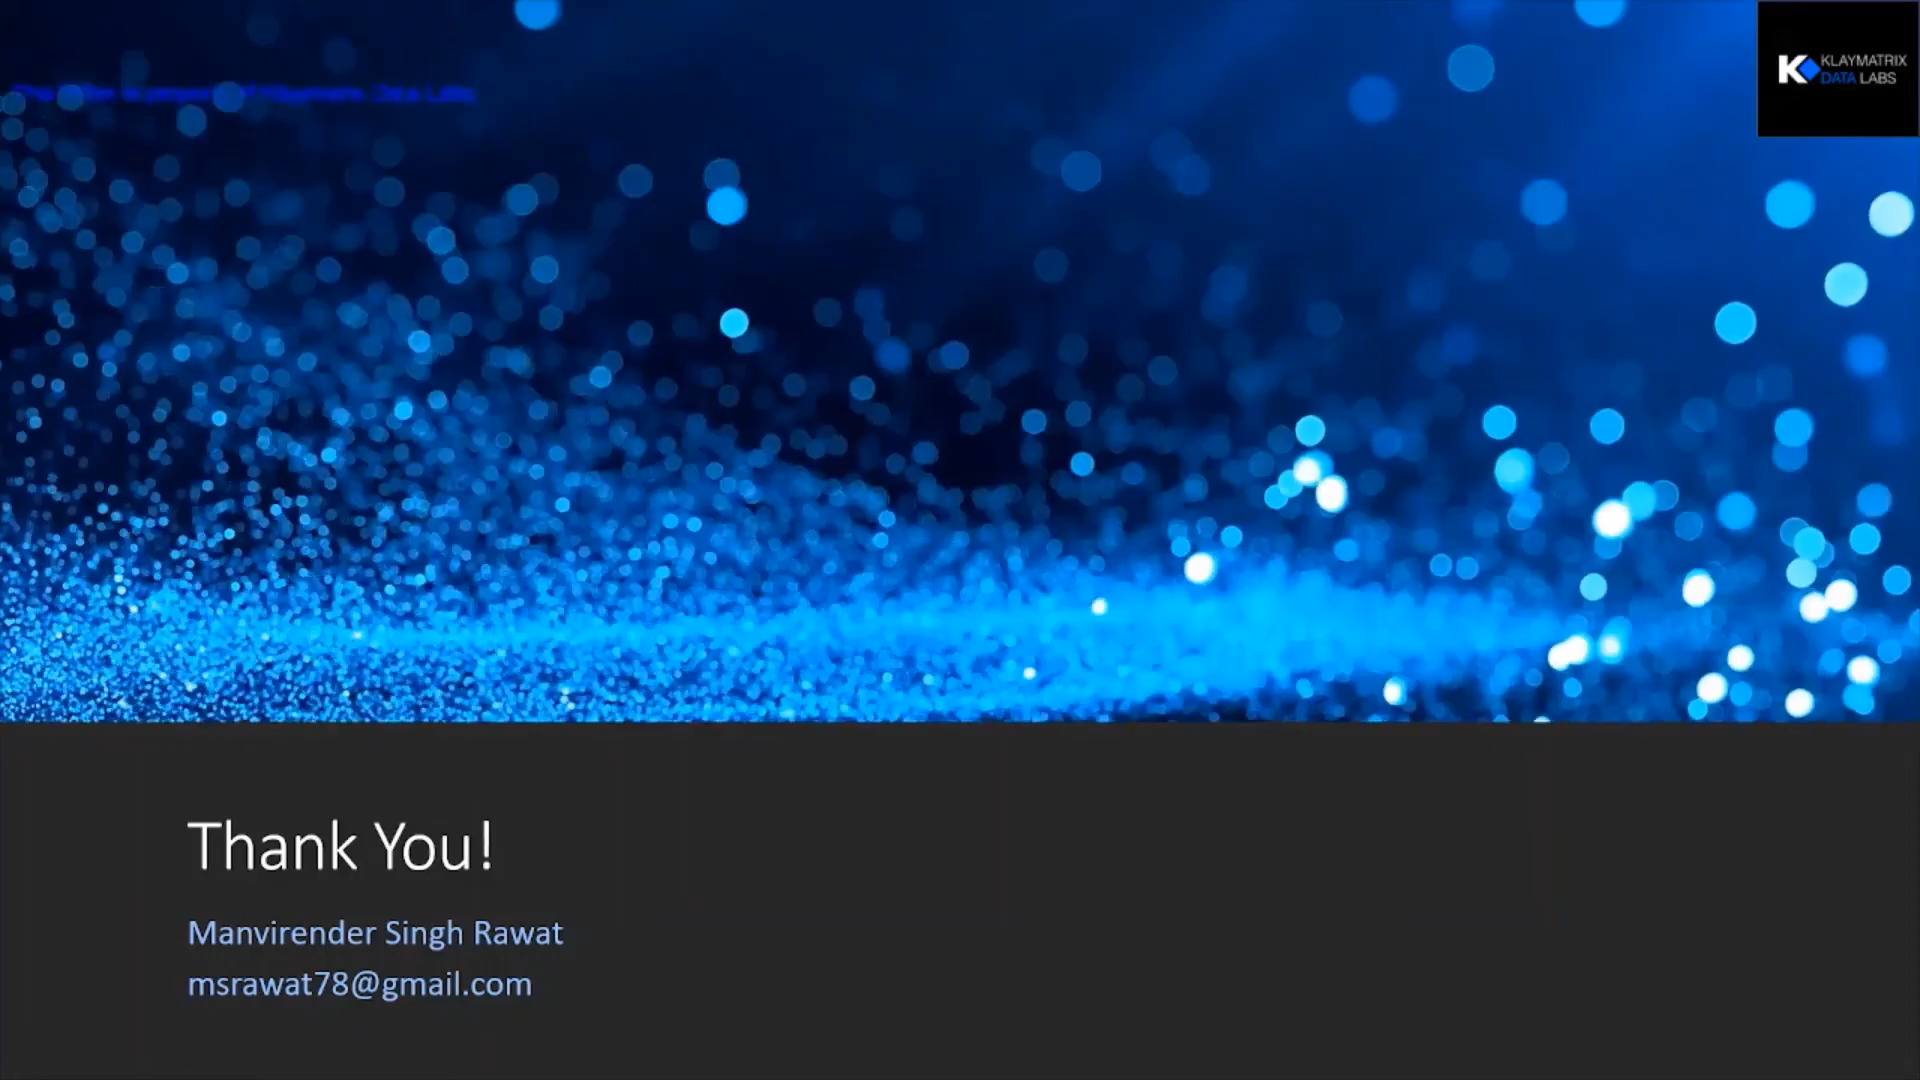 KLAYMATRIX
DATA LABS
Thank You!
Manvirender Singh Rawat
msrawat78@gmail.com